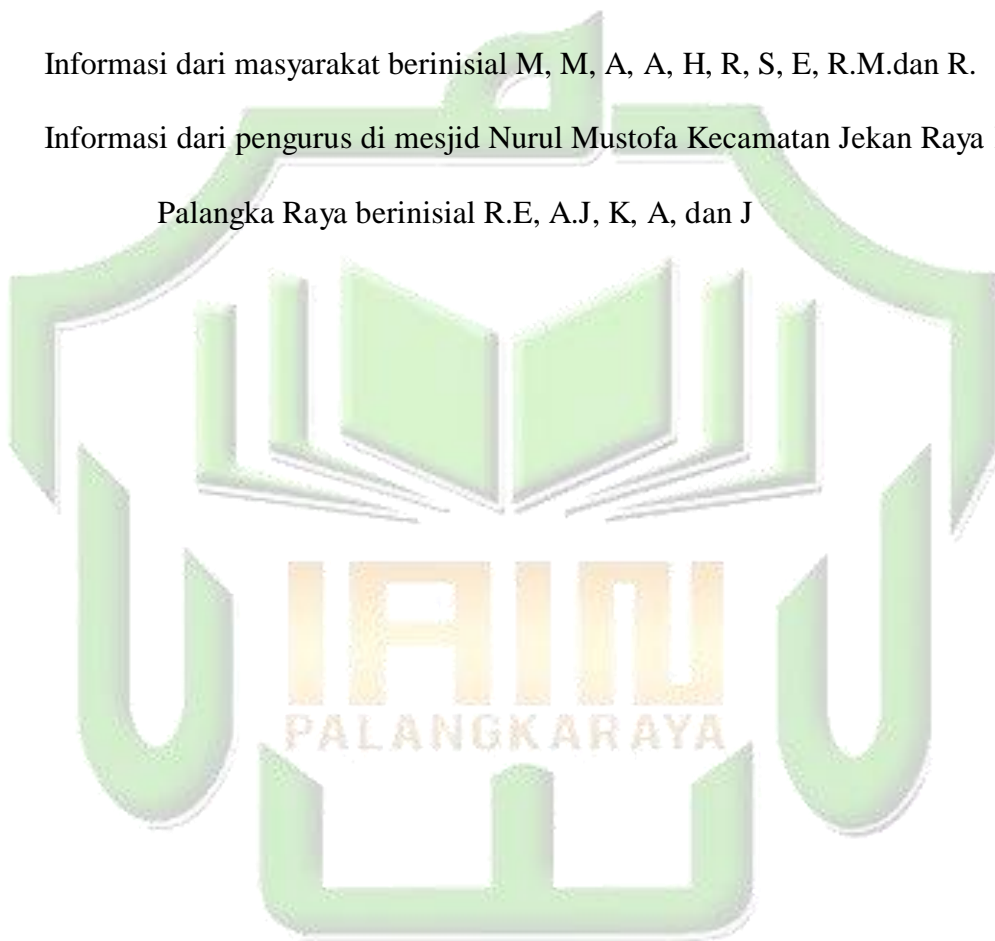 Informasi dari masyarakat berinisial M, M, A, A, H, R, S, E, R.M.dan R.
Informasi dari pengurus di mesjid Nurul Mustofa Kecamatan Jekan Raya
Palangka Raya berinisial R.E, A.J, K, A, dan J
IAIN
PALANGKARAYA